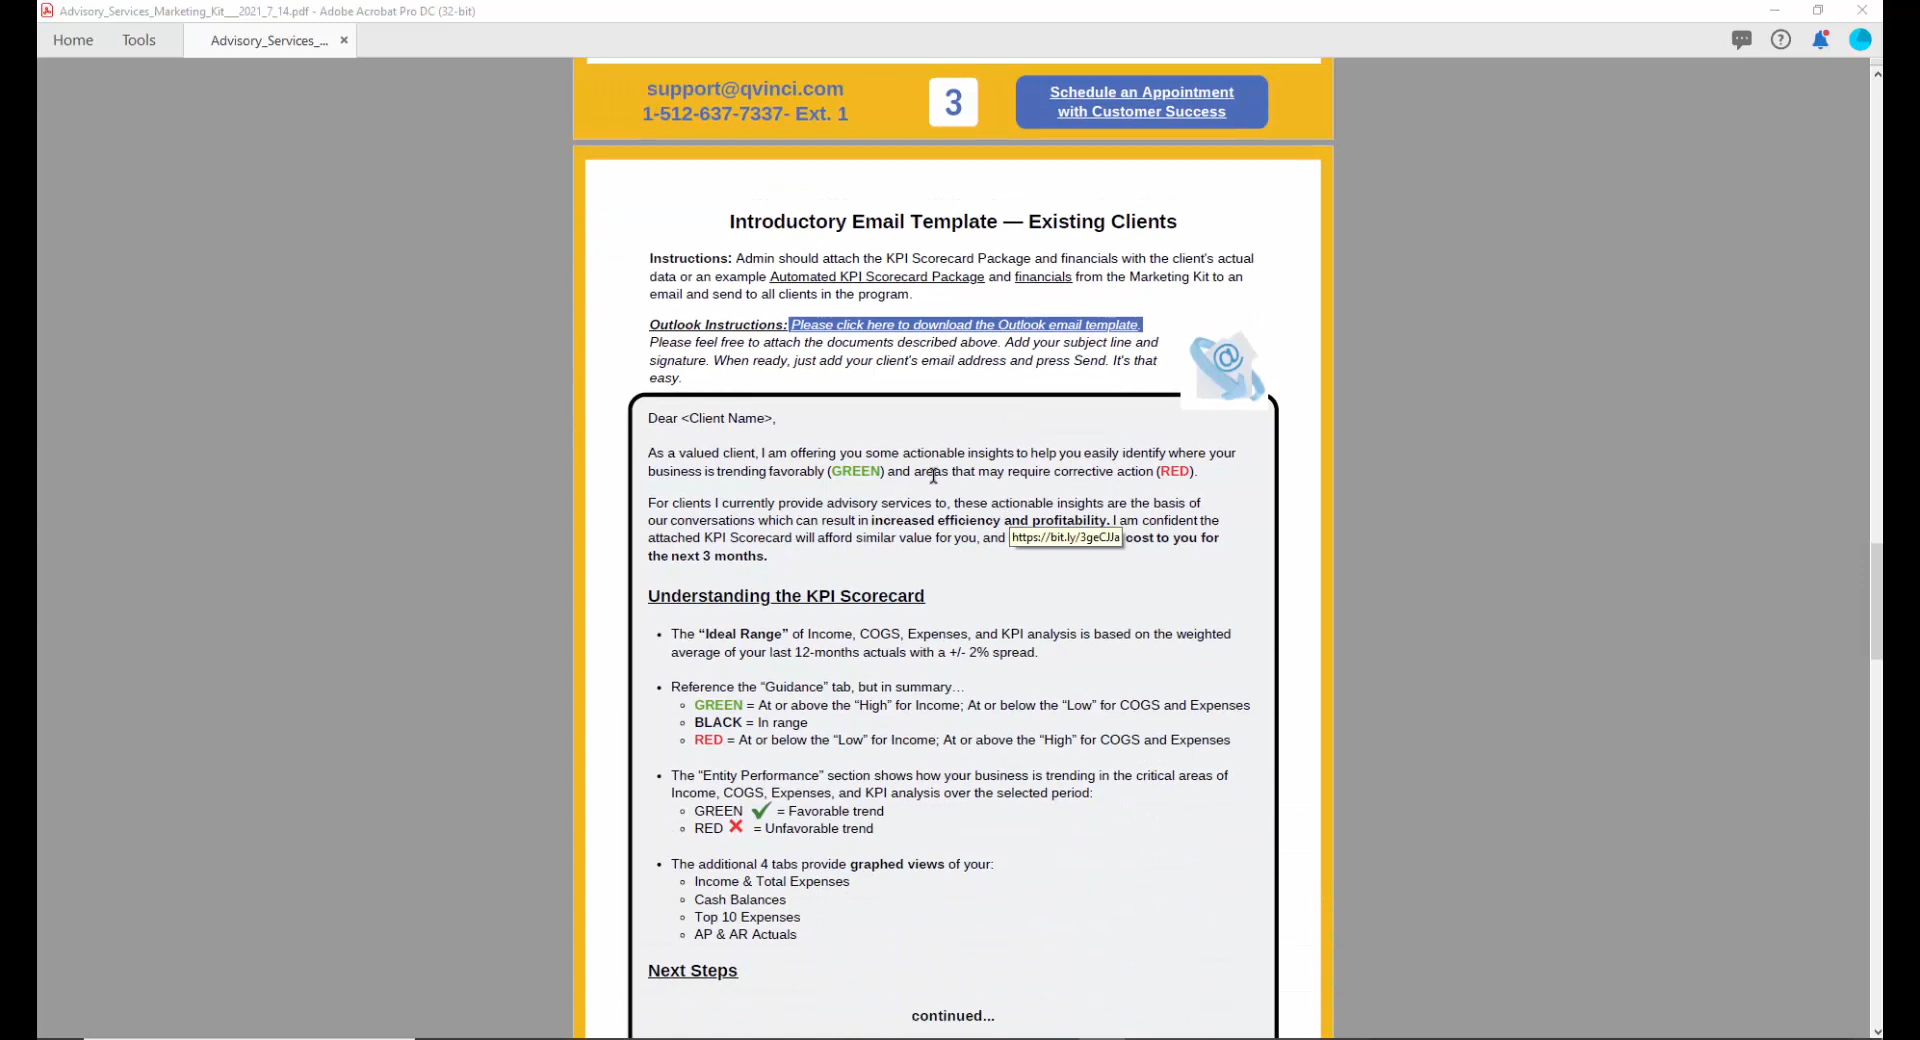 Advisory_Services_Marketing_Kit___2021_7_14.pdf - Adobe Acrobat Pro DC (32-bit)
Home Tools Advisory_Services_... ×
support@qvinci.com
1-512-637-7337- Ext. 1
3
Schedule an Appointment
with Customer Success
Introductory Email Template — Existing Clients
Instructions: Admin should attach the KPI Scorecard Package and financials with the client's actual
data or an example Automated KPI Scorecard Package and financials from the Marketing Kit to an
email and send to all clients in the program.
Outlook Instructions: Please click here to download the Outlook email template.
Please feel free to attach the documents described above. Add your subject line and
signature. When ready, just add your client's email address and press Send. It's that
easy.
Dear <Client Name>,
As a valued client, I am offering you some actionable insights to help you easily identify where your
business is trending favorably (GREEN) and areas that may require corrective action (RED).
For clients I currently provide advisory services to, these actionable insights are the basis of
our conversations which can result in increased efficiency and profitability. I am confident the
attached KPI Scorecard will afford similar value for you, and https://bit.ly/3geCJJa cost to you for
the next 3 months.
Understanding the KPI Scorecard
• The “Ideal Range” of Income, COGS, Expenses, and KPI analysis is based on the weighted
average of your last 12-months actuals with a +/- 2% spread.
• Reference the “Guidance” tab, but in summary…
◦ GREEN = At or above the “High” for Income; At or below the “Low” for COGS and Expenses
◦ BLACK = In range
◦ RED = At or below the “Low” for Income; At or above the “High” for COGS and Expenses
• The “Entity Performance” section shows how your business is trending in the critical areas of
Income, COGS, Expenses, and KPI analysis over the selected period:
◦ GREEN ✔ = Favorable trend
◦ RED ✕ = Unfavorable trend
• The additional 4 tabs provide graphed views of your:
◦ Income & Total Expenses
◦ Cash Balances
◦ Top 10 Expenses
◦ AP & AR Actuals
Next Steps
continued...